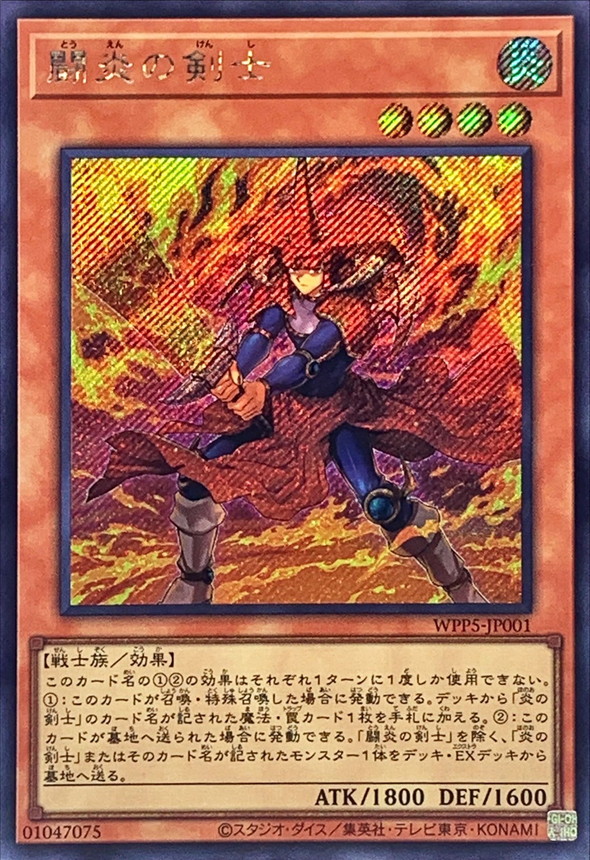 闘炎の剣士
炎
WPP5-JP001
【戦士族/効果】
このカード名の①②の効果はそれぞれ1ターンに1度しか使用できない。
①:このカードが召喚・特殊召喚した場合に発動できる。デッキから「炎の
剣士」のカード名が記された魔法・罠カード1枚を手札に加える。②:この
カードが墓地へ送られた場合に発動できる。「闘炎の剣士」を除く、「炎の
剣士」またはそのカード名が記されたモンスター1体をデッキ・EXデッキから
墓地へ送る。
ATK/1800 DEF/1600
01047075 ©スタジオ・ダイス/集英社・テレビ東京・KONAMI